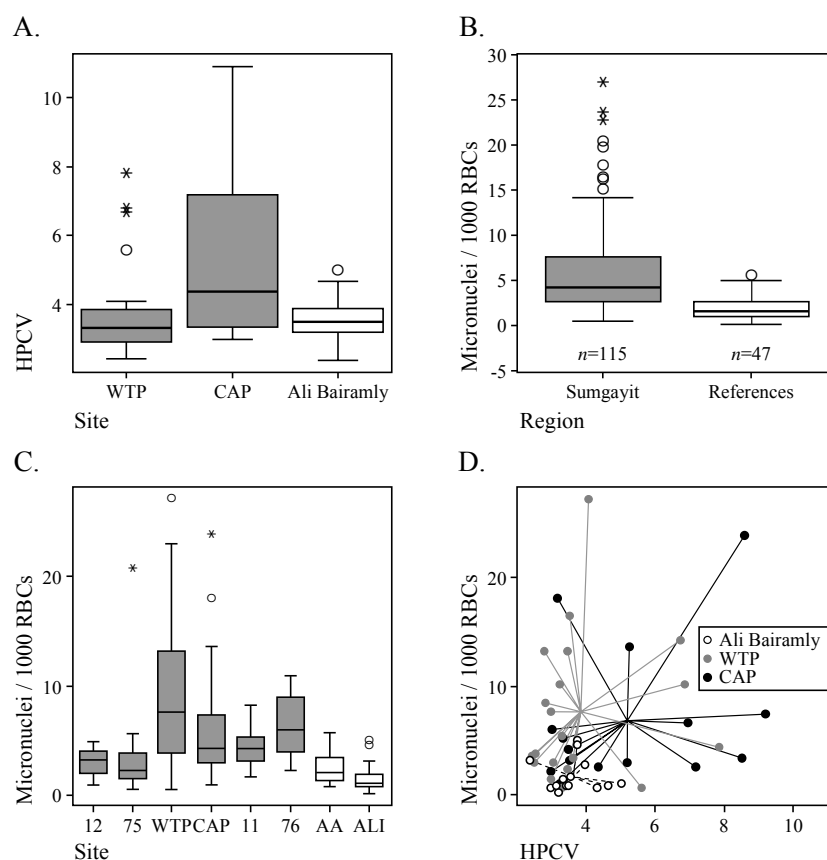 A.
HPCV
10
8
6
4
WTP CAP Ali Bairamly
Site
B.
Micronuclei / 1000 RBCs
30
25
20
15
10
5
0
-5
n=115 n=47
Sumgayit References
Region
C.
Micronuclei / 1000 RBCs
20
10
0
12 75 WTP CAP 11 76 AA ALI
Site
D.
Micronuclei / 1000 RBCs
20
10
0
Ali Bairamly
WTP
CAP
4 6 8 10
HPCV